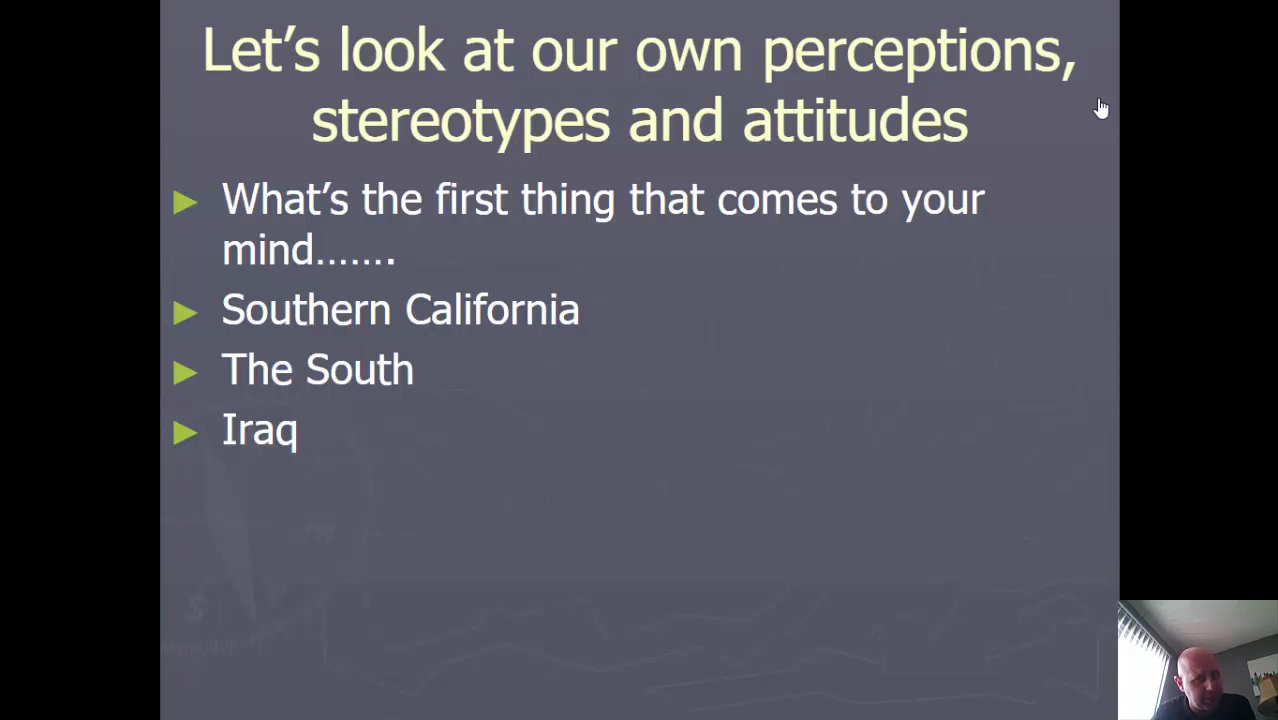 Let's look at our own perceptions,
stereotypes and attitudes
► What's the first thing that comes to your
mind…….
► Southern California
► The South
► Iraq